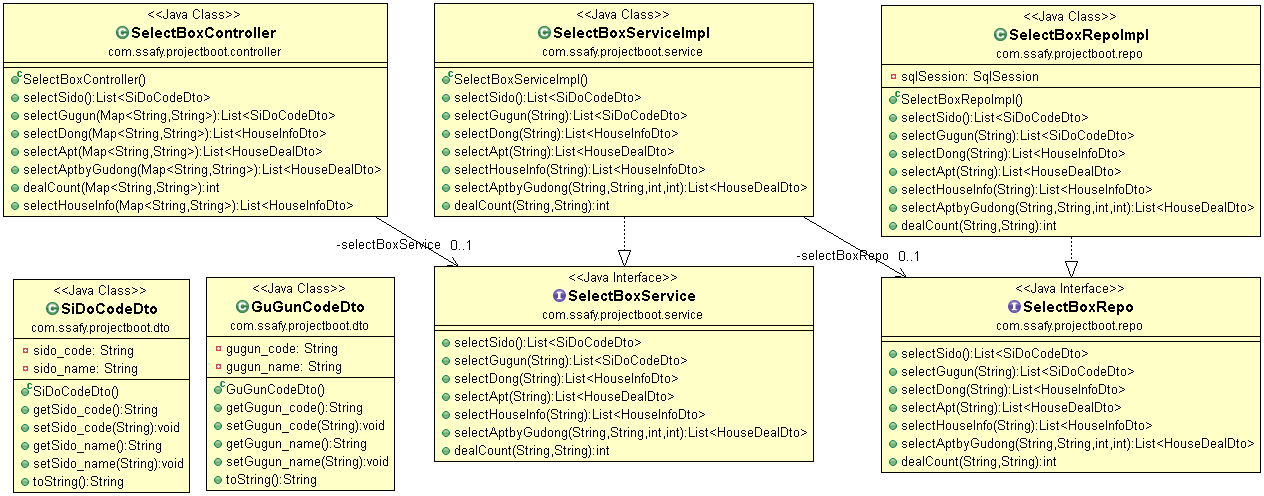 <<Java Class>>
SelectBoxController
com.ssafy.projectboot.controller
SelectBoxController()
selectSido():List<SiDoCodeDto>
selectGugun(Map<String,String>):List<SiDoCodeDto>
selectDong(Map<String,String>):List<HouseInfoDto>
selectApt(Map<String,String>):List<HouseDealDto>
selectAptbyGudong(Map<String,String>):List<HouseDealDto>
dealCount(Map<String,String>):int
selectHouseInfo(Map<String,String>):List<HouseInfoDto>
<<Java Class>>
SelectBoxServiceImpl
com.ssafy.projectboot.service
SelectBoxServiceImpl()
selectSido():List<SiDoCodeDto>
selectGugun(String):List<SiDoCodeDto>
selectDong(String):List<HouseInfoDto>
selectApt(String):List<HouseDealDto>
selectHouseInfo(String):List<HouseInfoDto>
selectAptbyGudong(String,String,int,int):List<HouseDealDto>
dealCount(String,String):int
<<Java Class>>
SelectBoxRepoImpl
com.ssafy.projectboot.repo
sqlSession: SqlSession
SelectBoxRepoImpl()
selectSido():List<SiDoCodeDto>
selectGugun(String):List<SiDoCodeDto>
selectDong(String):List<HouseInfoDto>
selectApt(String):List<HouseDealDto>
selectHouseInfo(String):List<HouseInfoDto>
selectAptbyGudong(String,String,int,int):List<HouseDealDto>
dealCount(String,String):int
-selectBoxService 0..1
-selectBoxRepo 0..1
<<Java Class>>
SiDoCodeDto
com.ssafy.projectboot.dto
sido_code: String
sido_name: String
SiDoCodeDto()
getSido_code():String
setSido_code(String):void
getSido_name():String
setSido_name(String):void
toString():String
<<Java Class>>
GuGunCodeDto
com.ssafy.projectboot.dto
gugun_code: String
gugun_name: String
GuGunCodeDto()
getGugun_code():String
setGugun_code(String):void
getGugun_name():String
setGugun_name(String):void
toString():String
<<Java Interface>>
SelectBoxService
com.ssafy.projectboot.service
selectSido():List<SiDoCodeDto>
selectGugun(String):List<SiDoCodeDto>
selectDong(String):List<HouseInfoDto>
selectApt(String):List<HouseDealDto>
selectHouseInfo(String):List<HouseInfoDto>
selectAptbyGudong(String,String,int,int):List<HouseDealDto>
dealCount(String,String):int
<<Java Interface>>
SelectBoxRepo
com.ssafy.projectboot.repo
selectSido():List<SiDoCodeDto>
selectGugun(String):List<SiDoCodeDto>
selectDong(String):List<HouseInfoDto>
selectApt(String):List<HouseDealDto>
selectHouseInfo(String):List<HouseInfoDto>
selectAptbyGudong(String,String,int,int):List<HouseDealDto>
dealCount(String,String):int